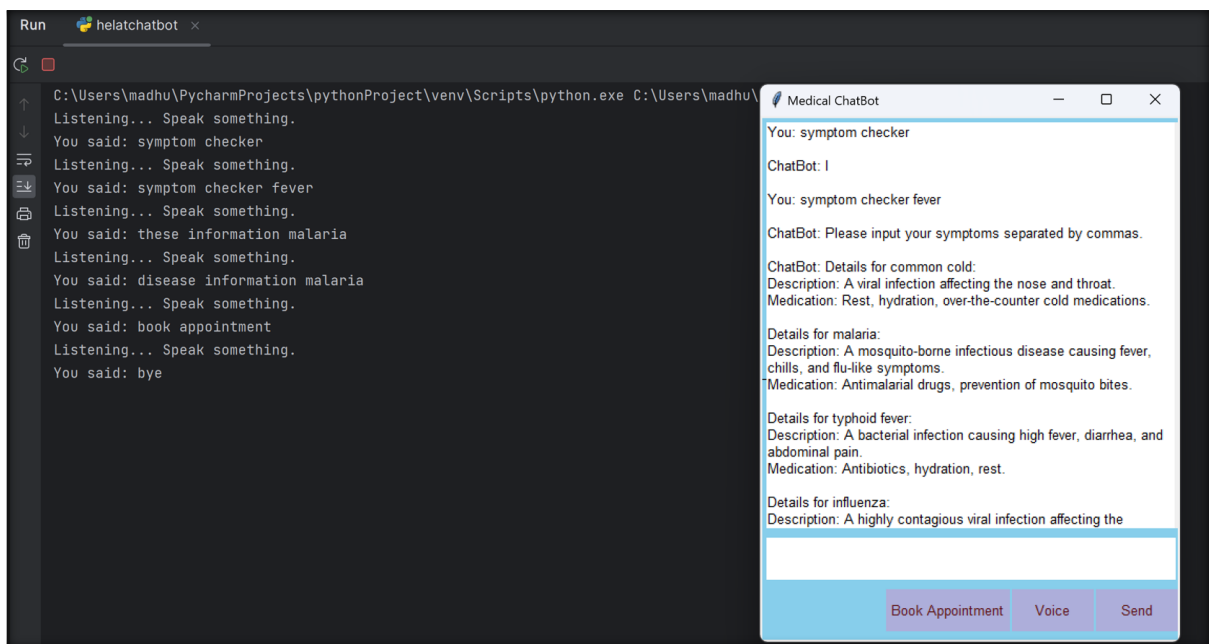 Run helatchatbot ×
C:\Users\madhu\PycharmProjects\pythonProject\venv\Scripts\python.exe C:\Users\madhu\
Listening... Speak something.
You said: symptom checker
Listening... Speak something.
You said: symptom checker fever
Listening... Speak something.
You said: these information malaria
Listening... Speak something.
You said: disease information malaria
Listening... Speak something.
You said: book appointment
Listening... Speak something.
You said: bye
Medical ChatBot
You: symptom checker
ChatBot: I
You: symptom checker fever
ChatBot: Please input your symptoms separated by commas.
ChatBot: Details for common cold:
Description: A viral infection affecting the nose and throat.
Medication: Rest, hydration, over-the-counter cold medications.
Details for malaria:
Description: A mosquito-borne infectious disease causing fever,
chills, and flu-like symptoms.
Medication: Antimalarial drugs, prevention of mosquito bites.
Details for typhoid fever:
Description: A bacterial infection causing high fever, diarrhea, and
abdominal pain.
Medication: Antibiotics, hydration, rest.
Details for influenza:
Description: A highly contagious viral infection affecting the
Book Appointment Voice Send